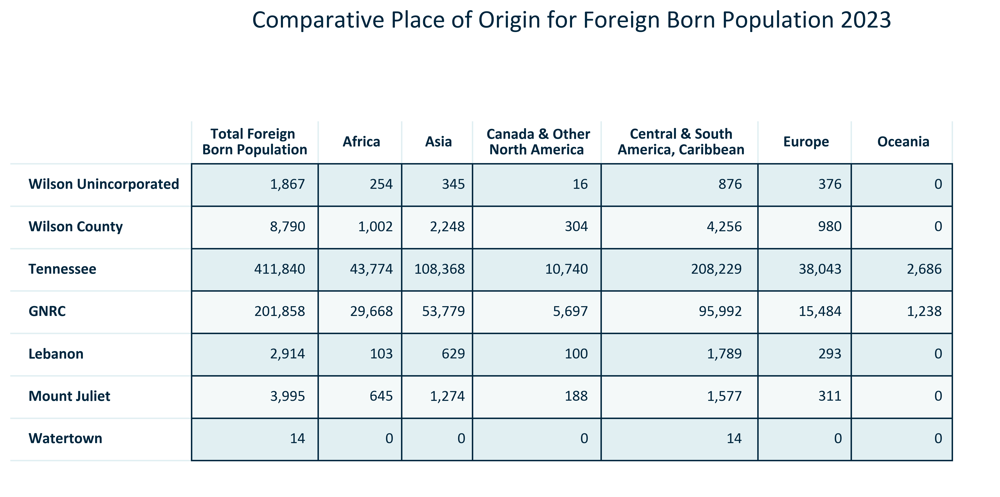 Comparative Place of Origin for Foreign Born Population 2023
Total Foreign Born Population Africa Asia Canada & Other North America Central & South America, Caribbean Europe Oceania
Wilson Unincorporated 1,867 254 345 16 876 376 0
Wilson County 8,790 1,002 2,248 304 4,256 980 0
Tennessee 411,840 43,774 108,368 10,740 208,229 38,043 2,686
GNRC 201,858 29,668 53,779 5,697 95,992 15,484 1,238
Lebanon 2,914 103 629 100 1,789 293 0
Mount Juliet 3,995 645 1,274 188 1,577 311 0
Watertown 14 0 0 0 14 0 0